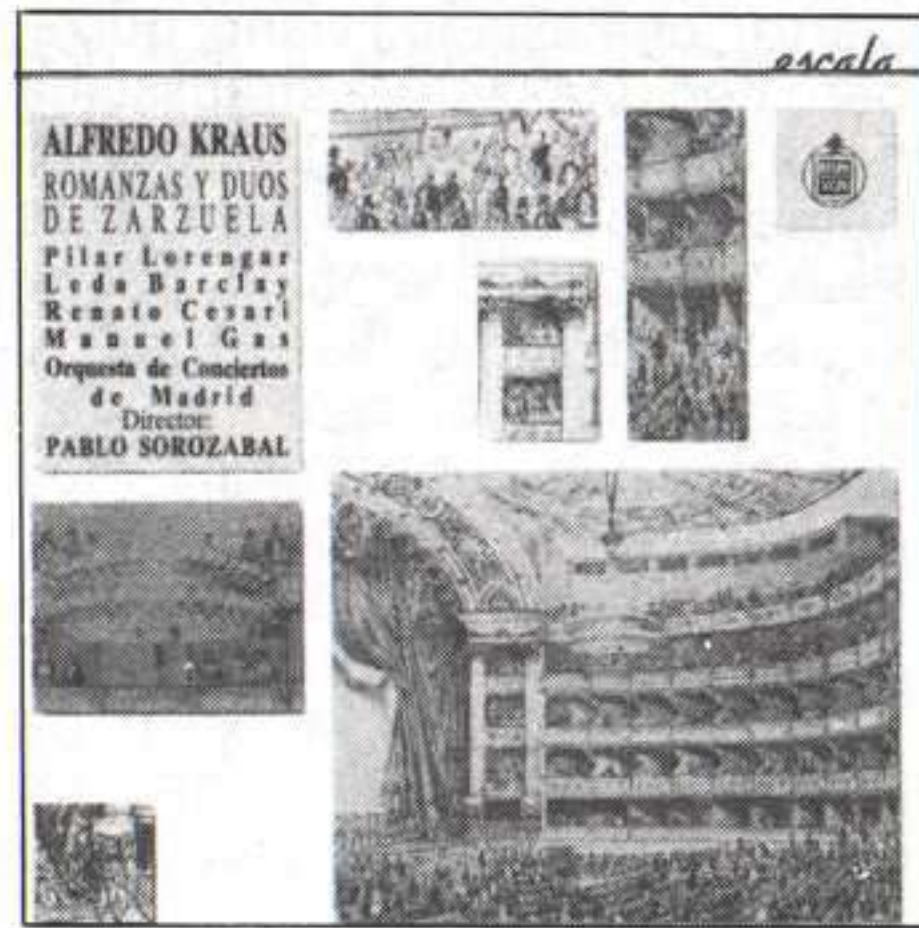 escala
ALFREDO KRAUS
ROMANZAS Y DUOS
DE ZARZUELA
Pilar Lorengar
Leda Barclay
Renato Cesari
Manuel Gas
Orquesta de Conciertos
de Madrid
Director:
PABLO SOROZABAL